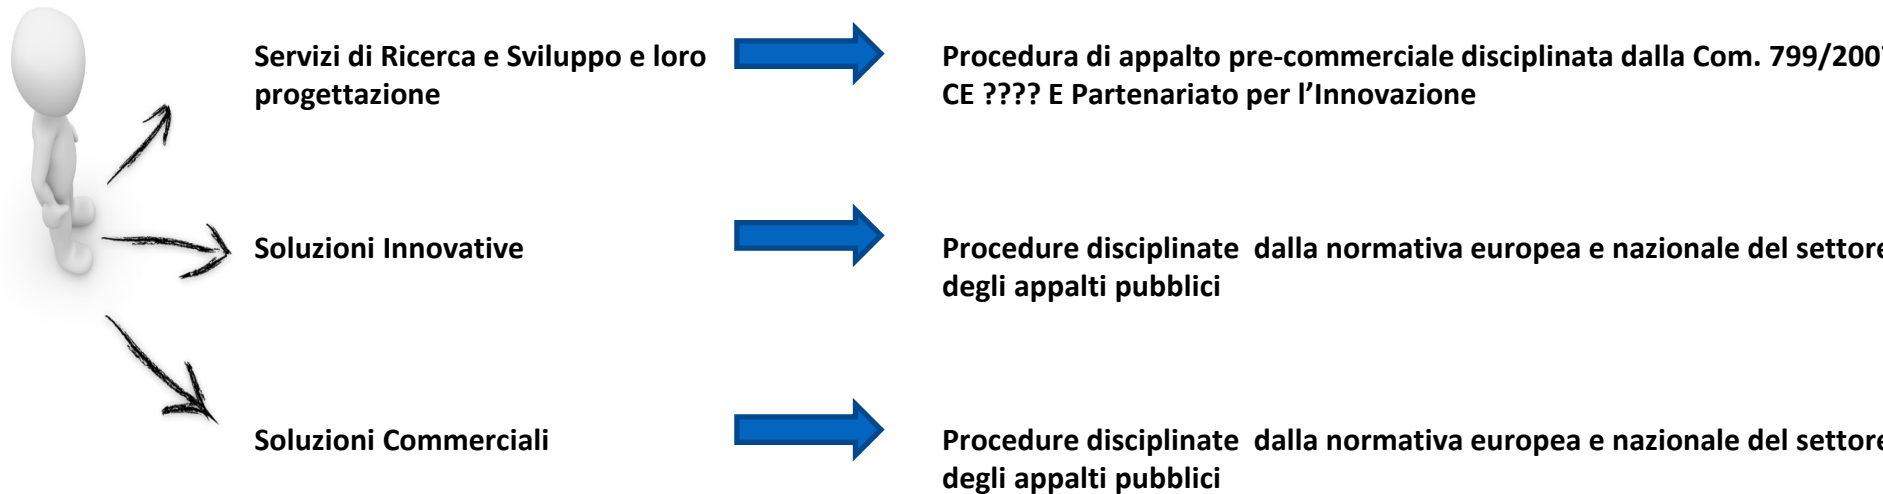 Servizi di Ricerca e Sviluppo e loro
progettazione
Procedura di appalto pre-commerciale disciplinata dalla Com. 799/2007
CE ???? E Partenariato per l’Innovazione
Soluzioni Innovative
Procedure disciplinate dalla normativa europea e nazionale del settore
degli appalti pubblici
Soluzioni Commerciali
Procedure disciplinate dalla normativa europea e nazionale del settore
degli appalti pubblici